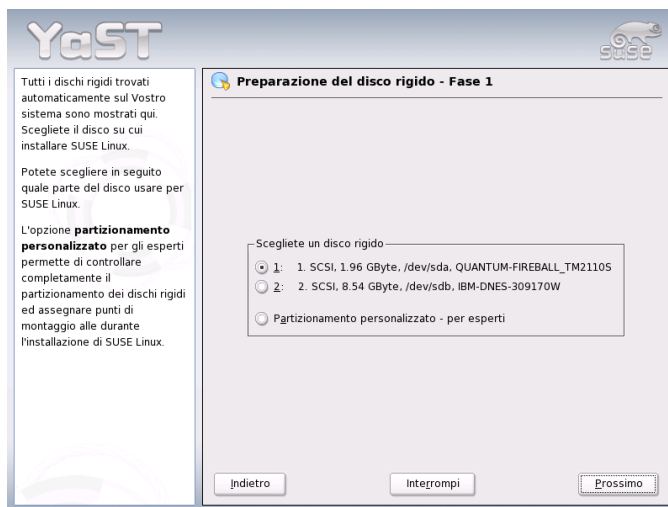 YaST
SUSE
Tutti i dischi rigidi trovati
automaticamente sul Vostro
sistema sono mostrati qui.
Scegliete il disco su cui
installare SUSE Linux.
Potete scegliere in seguito
quale parte del disco usare per
SUSE Linux.
L'opzione partizionamento
personalizzato per gli esperti
permette di controllare
completamente il
partizionamento dei dischi rigidi
ed assegnare punti di
montaggio alle durante
l'installazione di SUSE Linux.
Preparazione del disco rigido - Fase 1
Scegliete un disco rigido
1: 1. SCSI, 1.96 GByte, /dev/sda, QUANTUM-FIREBALL_TM2110S
2: 2. SCSI, 8.54 GByte, /dev/sdb, IBM-DNES-309170W
Partizionamento personalizzato - per esperti
Indietro
Interrompi
Prossimo